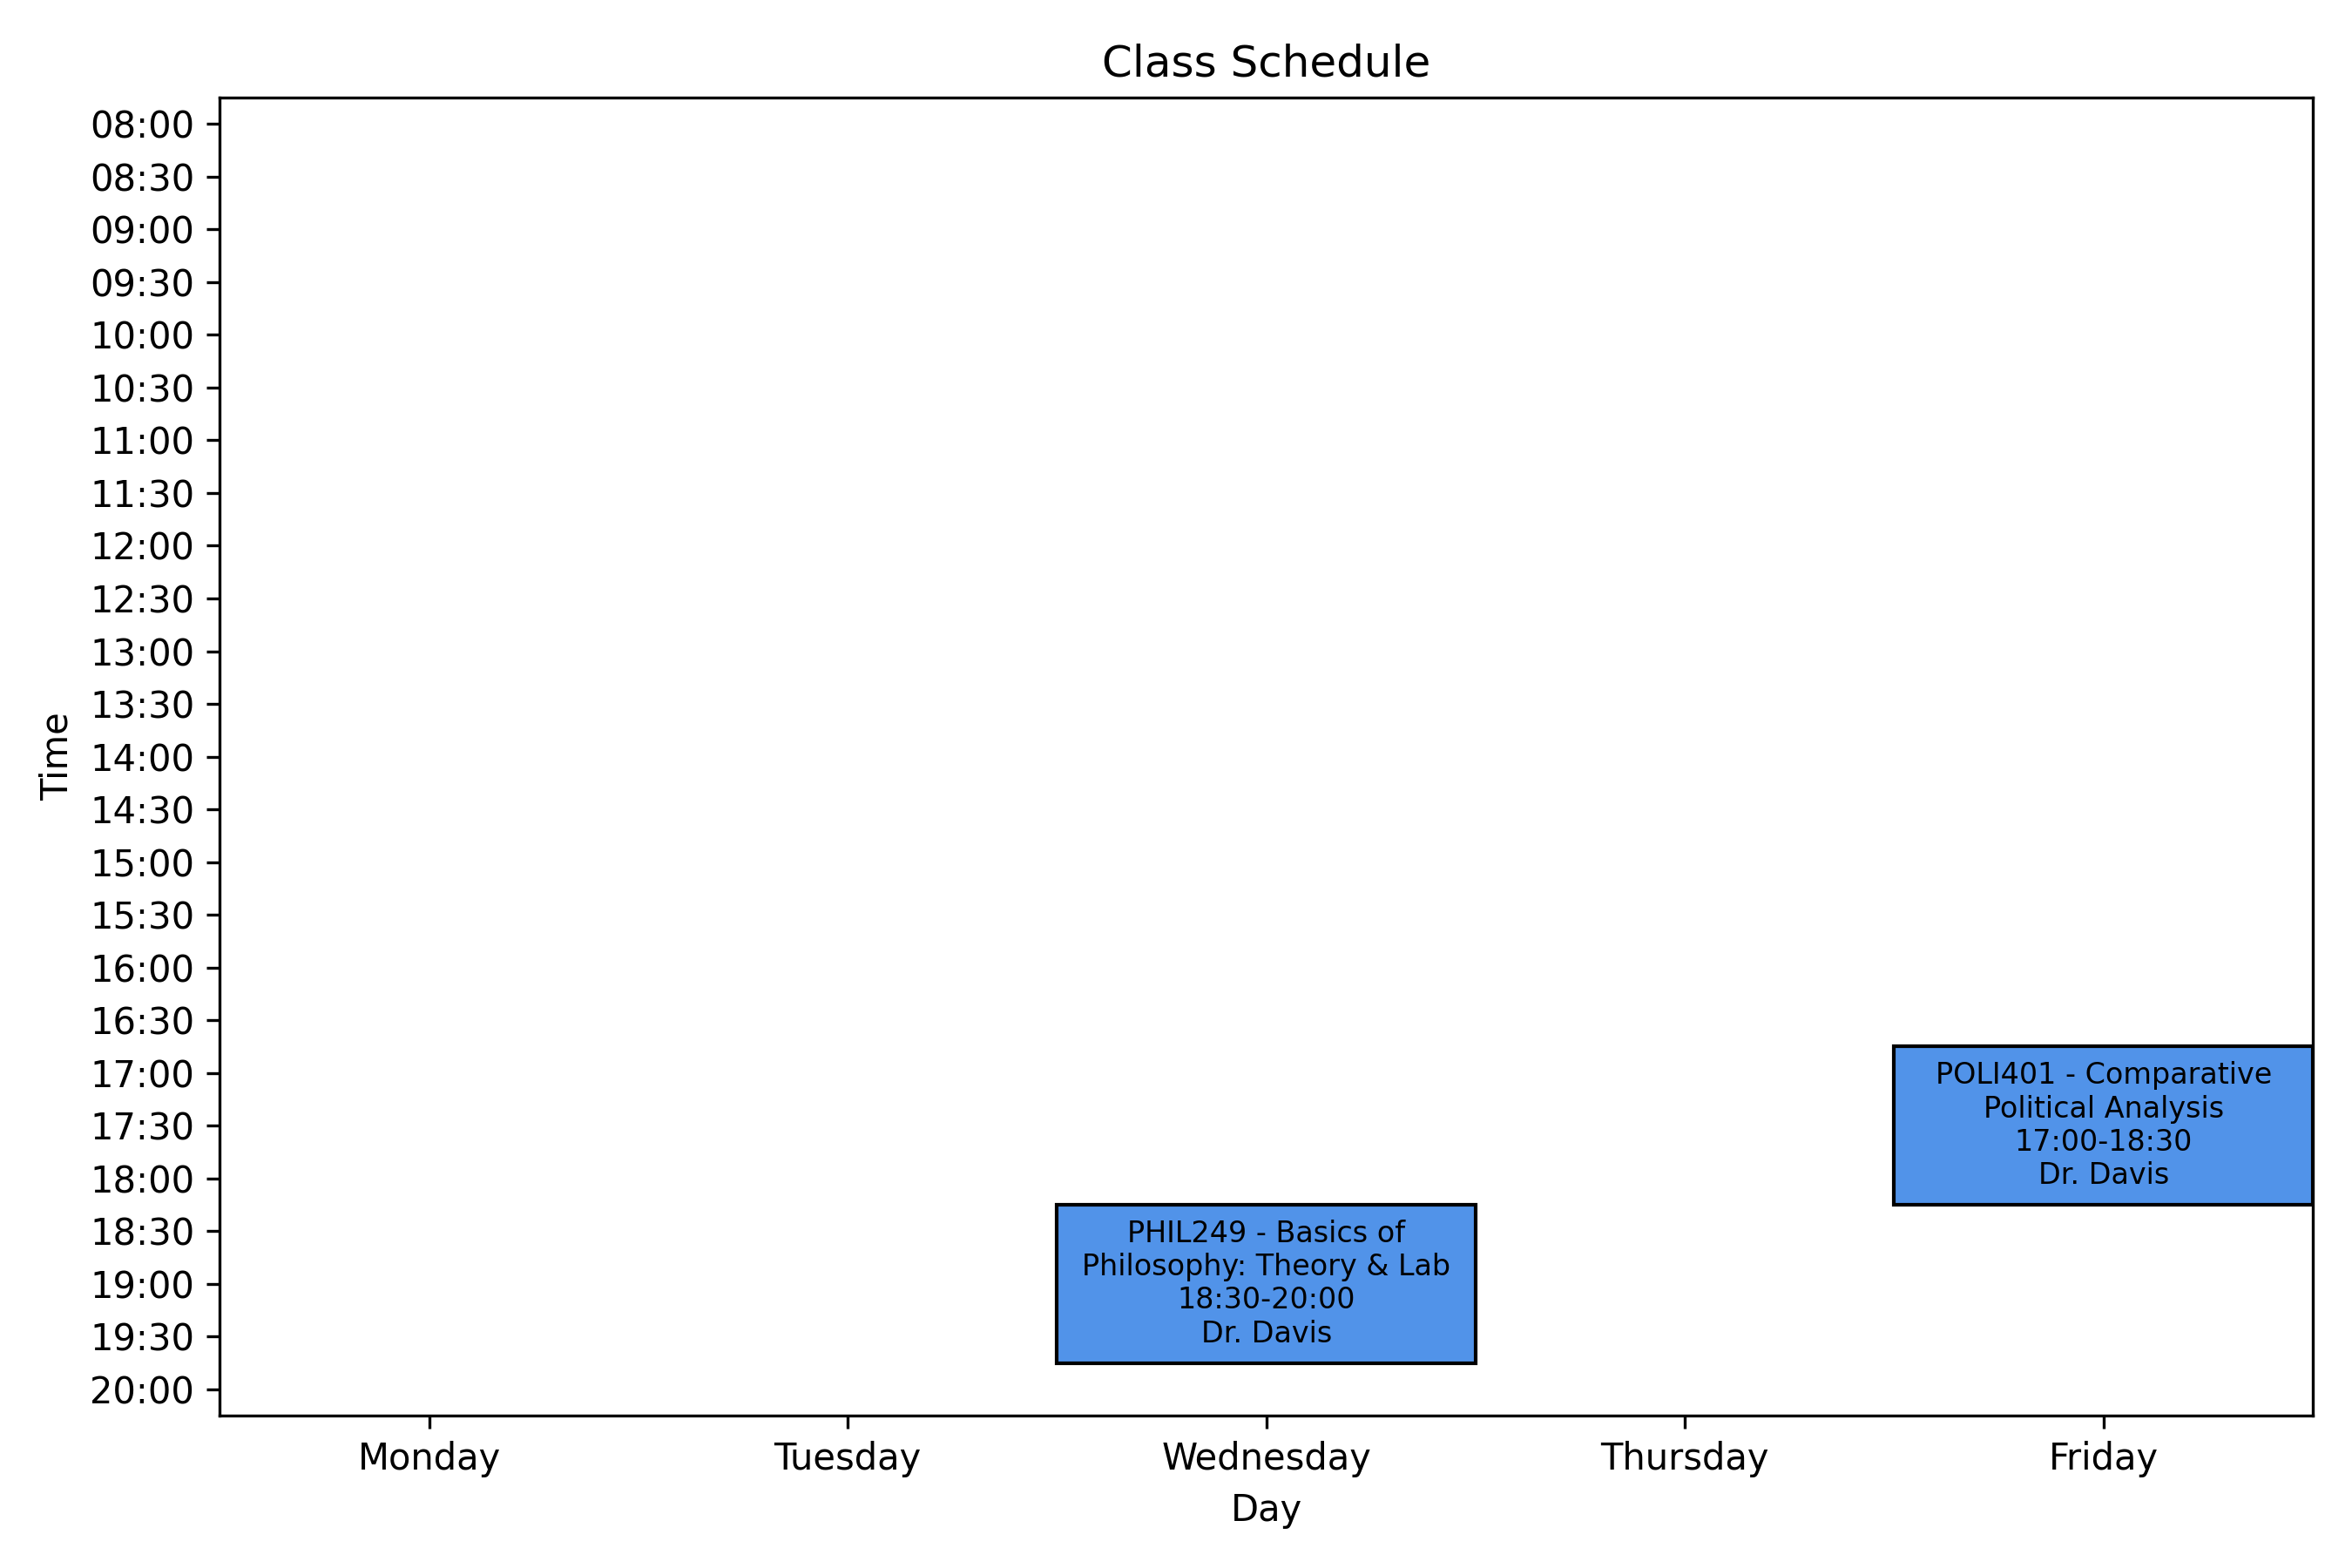 Class Schedule
Time
08:00
08:30
09:00
09:30
10:00
10:30
11:00
11:30
12:00
12:30
13:00
13:30
14:00
14:30
15:00
15:30
16:00
16:30
17:00
17:30
18:00
18:30
19:00
19:30
20:00
POLI401 - Comparative
Political Analysis
17:00-18:30
Dr. Davis
PHIL249 - Basics of
Philosophy: Theory & Lab
18:30-20:00
Dr. Davis
Monday
Tuesday
Wednesday
Thursday
Friday
Day